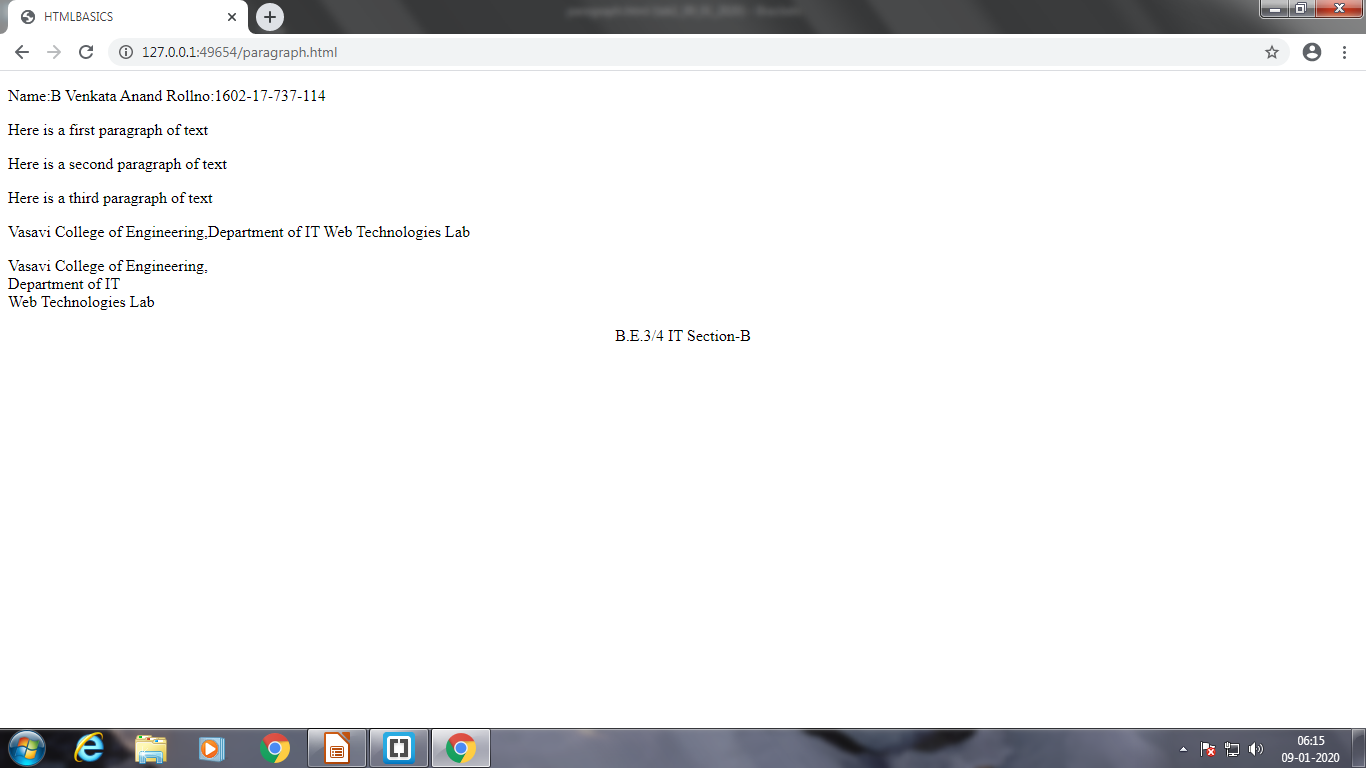 HTMLBASICS
127.0.0.1:49654/paragraph.html
Name:B Venkata Anand Rollno:1602-17-737-114
Here is a first paragraph of text
Here is a second paragraph of text
Here is a third paragraph of text
Vasavi College of Engineering,Department of IT Web Technologies Lab
Vasavi College of Engineering,
Department of IT
Web Technologies Lab
B.E.3/4 IT Section-B
06:15
09-01-2020